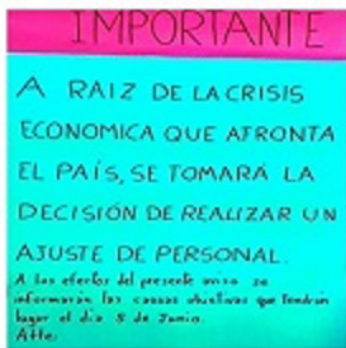 IMPORTANTE
A RAIZ DE LA CRISIS
ECONOMICA QUE AFRONTA
EL PAÍS, SE TOMARÁ LA
DECISIÓN DE REALIZAR UN
AJUSTE DE PERSONAL.
A los efectos del presente aviso se
informarán las causas objetivas que tendrán
lugar el día 8 de Junio.
Atte.